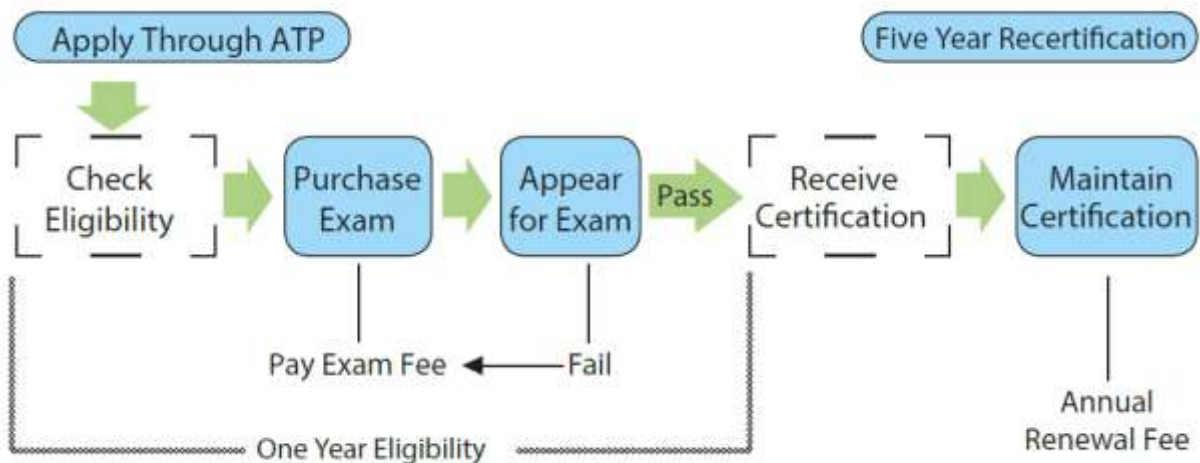 Apply Through ATP
Five Year Recertification
Check
Eligibility
Purchase
Exam
Appear
for Exam
Pass
Receive
Certification
Maintain
Certification
Pay Exam Fee
Fail
One Year Eligibility
Annual
Renewal Fee